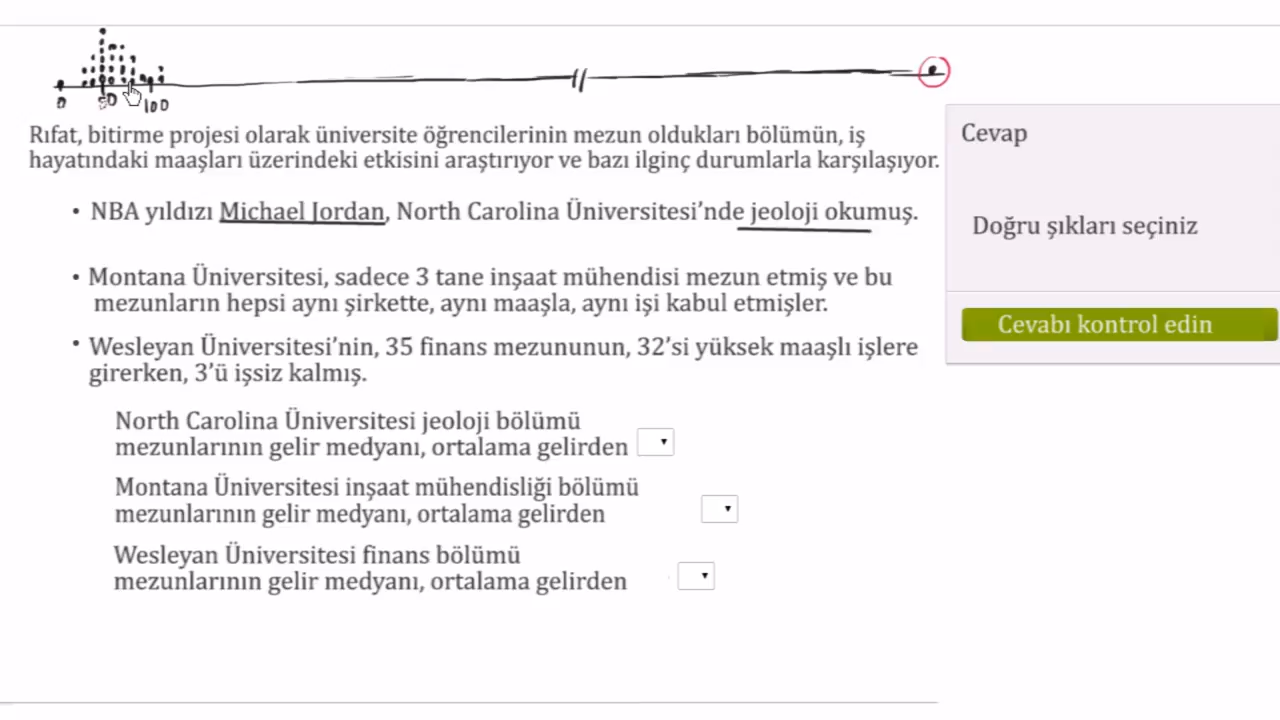 0 50 100
Rıfat, bitirme projesi olarak üniversite öğrencilerinin mezun oldukları bölümün, iş
hayatındaki maaşları üzerindeki etkisini araştırıyor ve bazı ilginç durumlarla karşılaşıyor.
• NBA yıldızı Michael Jordan, North Carolina Üniversitesi'nde jeoloji okumuş.
• Montana Üniversitesi, sadece 3 tane inşaat mühendisi mezun etmiş ve bu
mezunların hepsi aynı şirkette, aynı maaşla, aynı işi kabul etmişler.
• Wesleyan Üniversitesi'nin, 35 finans mezununun, 32'si yüksek maaşlı işlere
girerken, 3'ü işsiz kalmış.
North Carolina Üniversitesi jeoloji bölümü
mezunlarının gelir medyanı, ortalama gelirden
Montana Üniversitesi inşaat mühendisliği bölümü
mezunlarının gelir medyanı, ortalama gelirden
Wesleyan Üniversitesi finans bölümü
mezunlarının gelir medyanı, ortalama gelirden
Cevap
Doğru şıkları seçiniz
Cevabı kontrol edin